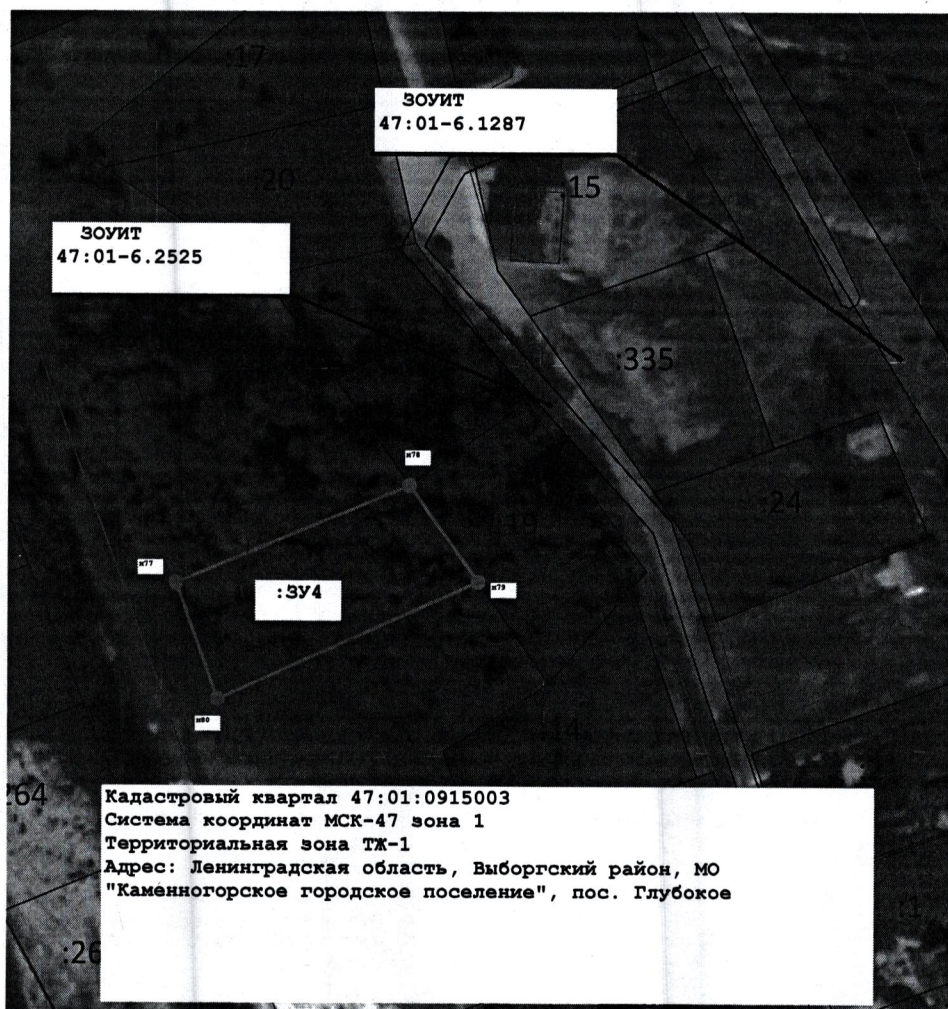 :17
ЗОУИТ
47:01-6.1287
:20
:15
ЗОУИТ
47:01-6.2525
:335
н78
:19
:24
н77
:ЗУ4
н79
н80
:14
264
Кадастровый квартал 47:01:0915003
Система координат МСК-47 зона 1
Территориальная зона ТЖ-1
Адрес: Ленинградская область, Выборгский район, МО
"Каменногорское городское поселение", пос. Глубокое
:1
:26